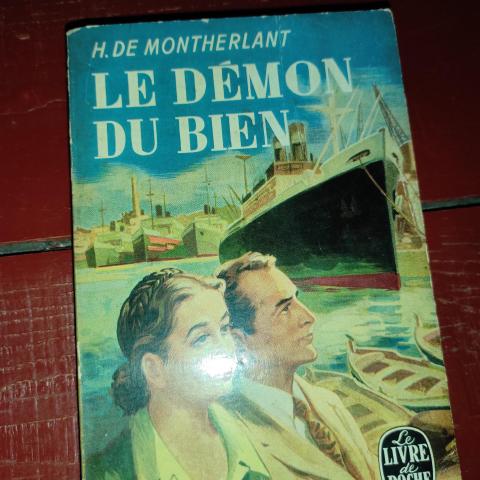 H. DE MONTHERLANT
LE DÉMON
DU BIEN
Le
LIVRE
de
POCHE